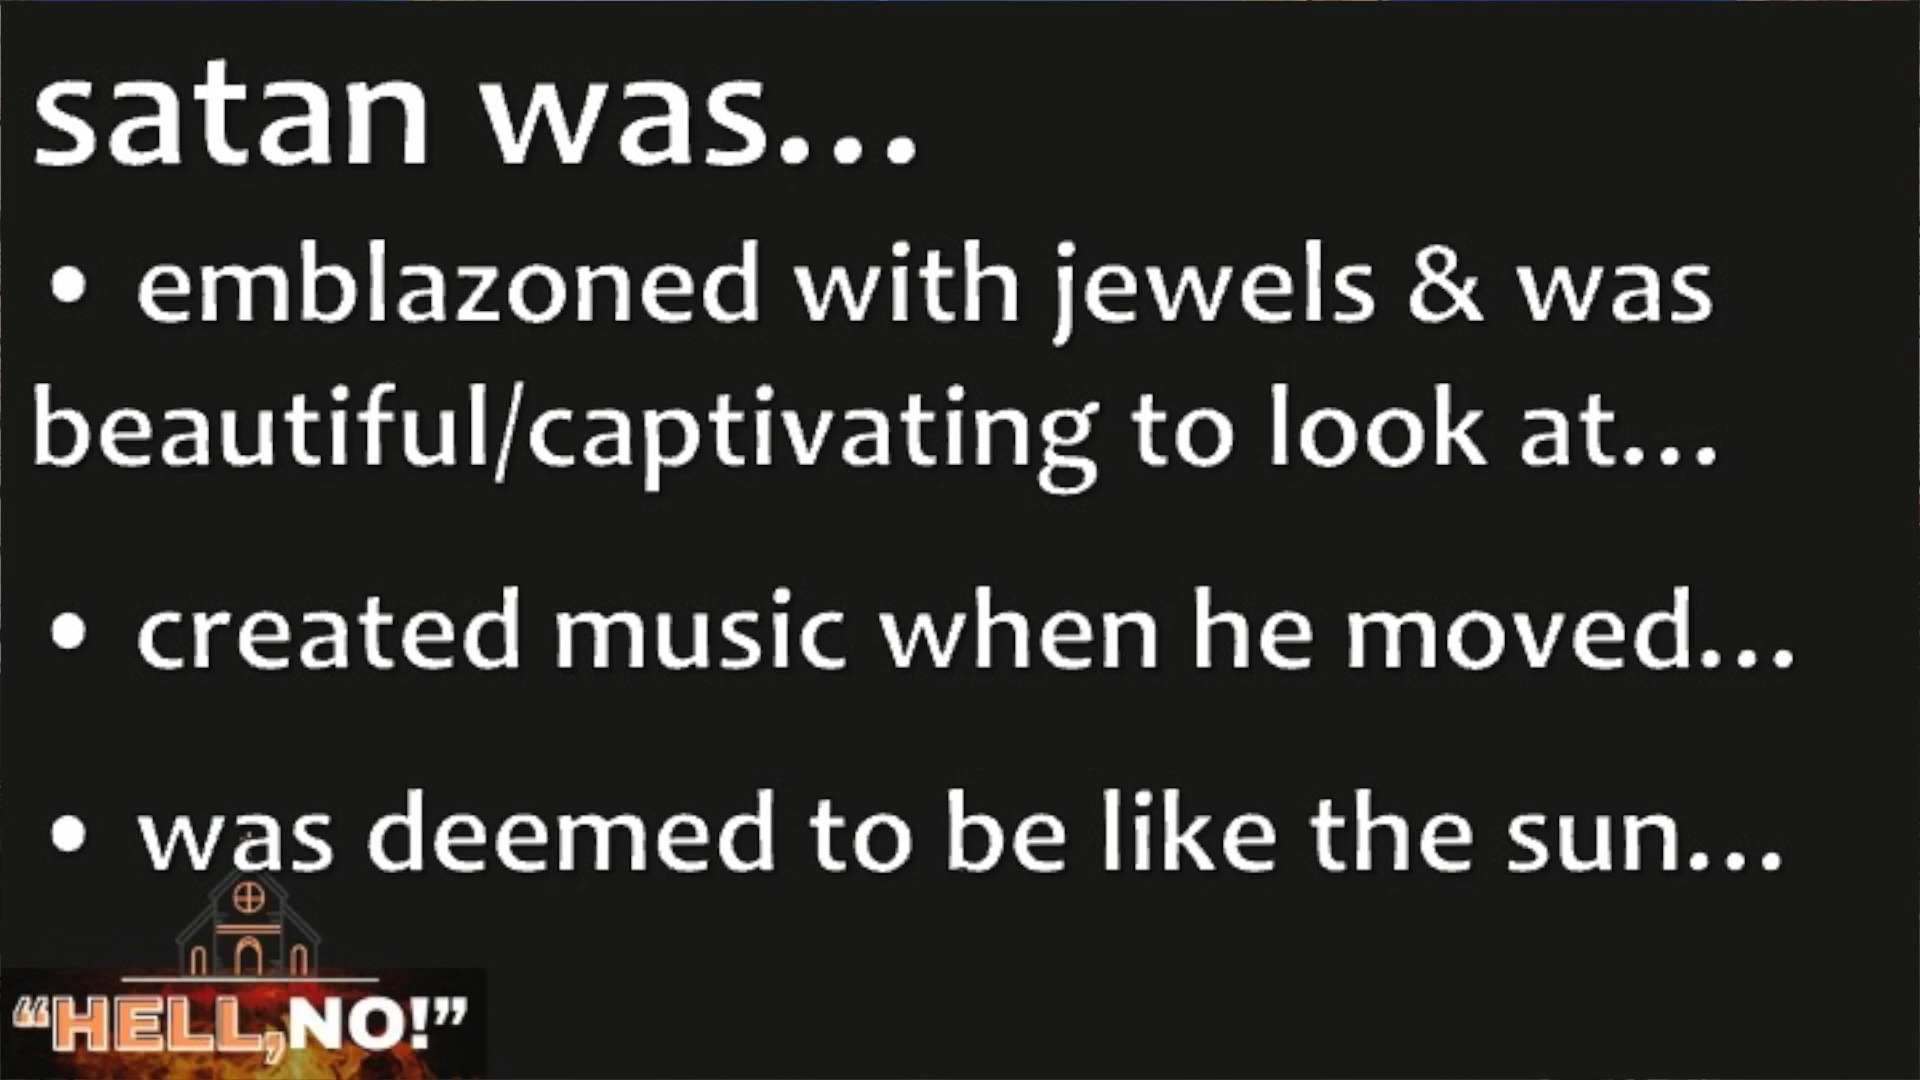 satan was...
• emblazoned with jewels & was
beautiful/captivating to look at...
• created music when he moved...
• was deemed to be like the sun...
“HELL, NO!”